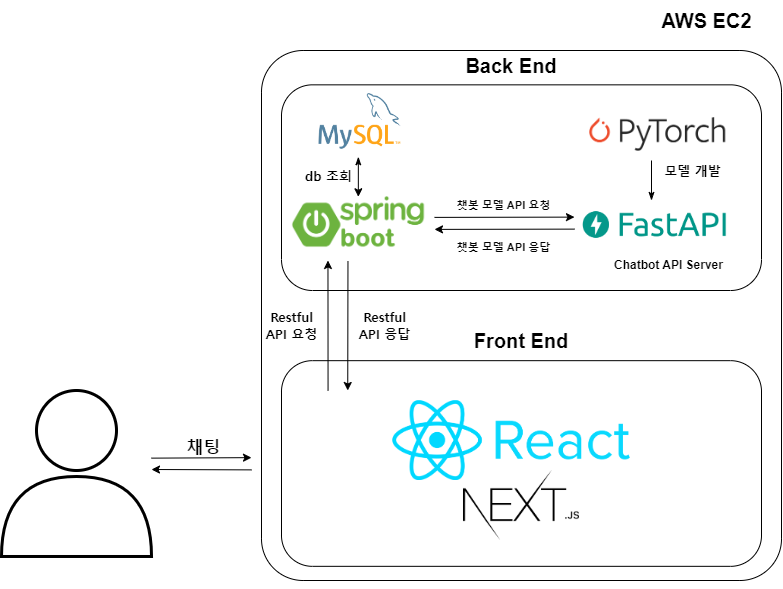 AWS EC2
Back End
MySQL
PyTorch
db 조회
모델 개발
spring
boot
챗봇 모델 API 요청
챗봇 모델 API 응답
FastAPI
Chatbot API Server
Restful
API 요청
Restful
API 응답
Front End
채팅
React
NEXT.JS